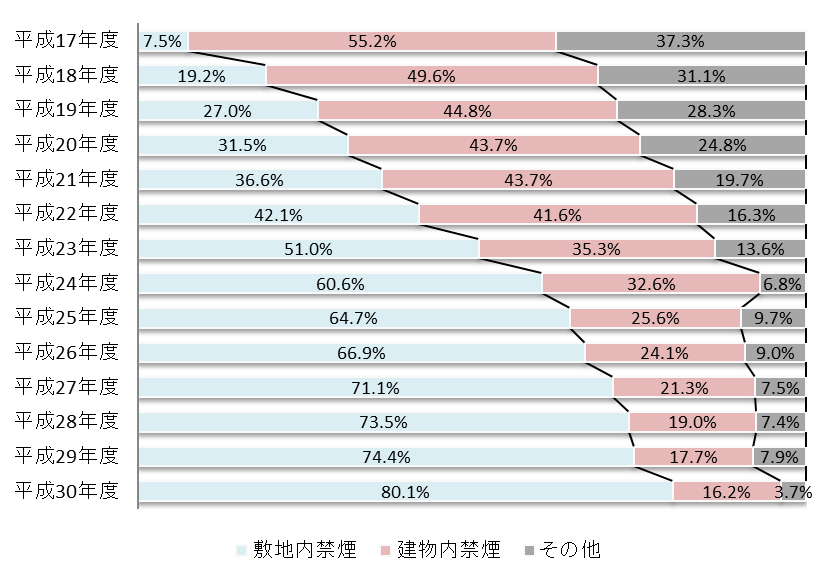 平成17年度 7.5% 55.2% 37.3%
平成18年度 19.2% 49.6% 31.1%
平成19年度 27.0% 44.8% 28.3%
平成20年度 31.5% 43.7% 24.8%
平成21年度 36.6% 43.7% 19.7%
平成22年度 42.1% 41.6% 16.3%
平成23年度 51.0% 35.3% 13.6%
平成24年度 60.6% 32.6% 6.8%
平成25年度 64.7% 25.6% 9.7%
平成26年度 66.9% 24.1% 9.0%
平成27年度 71.1% 21.3% 7.5%
平成28年度 73.5% 19.0% 7.4%
平成29年度 74.4% 17.7% 7.9%
平成30年度 80.1% 16.2% 3.7%
敷地内禁煙 建物内禁煙 その他